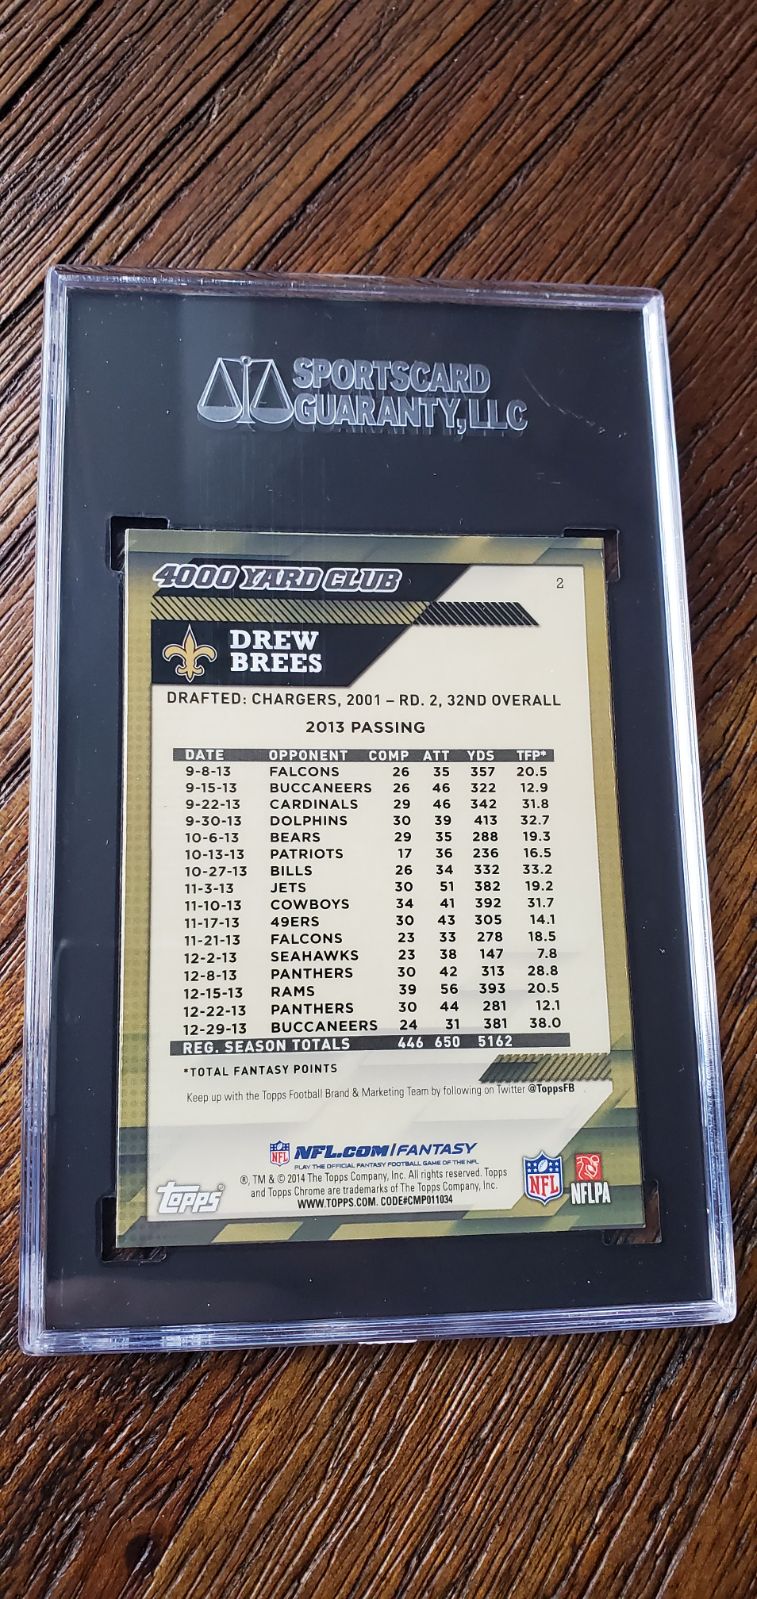 SPORTSCARD
GUARANTY, LLC
4000 YARD CLUB
2
DREW
BREES
DRAFTED: CHARGERS, 2001 – RD. 2, 32ND OVERALL
2013 PASSING
DATE OPPONENT COMP ATT YDS TFP*
9-8-13 FALCONS 26 35 357 20.5
9-15-13 BUCCANEERS 26 46 322 12.9
9-22-13 CARDINALS 29 46 342 31.8
9-30-13 DOLPHINS 30 39 413 32.7
10-6-13 BEARS 29 35 288 19.3
10-13-13 PATRIOTS 17 36 236 16.5
10-27-13 BILLS 26 34 332 33.2
11-3-13 JETS 30 51 382 19.2
11-10-13 COWBOYS 34 41 392 31.7
11-17-13 49ERS 30 43 305 14.1
11-21-13 FALCONS 23 33 278 18.5
12-2-13 SEAHAWKS 23 38 147 7.8
12-8-13 PANTHERS 30 42 313 28.8
12-15-13 RAMS 39 56 393 20.5
12-22-13 PANTHERS 30 44 281 12.1
12-29-13 BUCCANEERS 24 31 381 38.0
REG. SEASON TOTALS 446 650 5162
*TOTAL FANTASY POINTS
Keep up with the Topps Football Brand & Marketing Team by following on Twitter @ToppsFB
NFL NFL.COM/FANTASY
PLAY THE OFFICIAL FANTASY FOOTBALL GAME OF THE NFL
®, TM & © 2014 The Topps Company, Inc. All rights reserved. Topps
and Topps Chrome are trademarks of The Topps Company, Inc.
WWW.TOPPS.COM. CODE#CMP011034
topps®
NFL
NFLPA